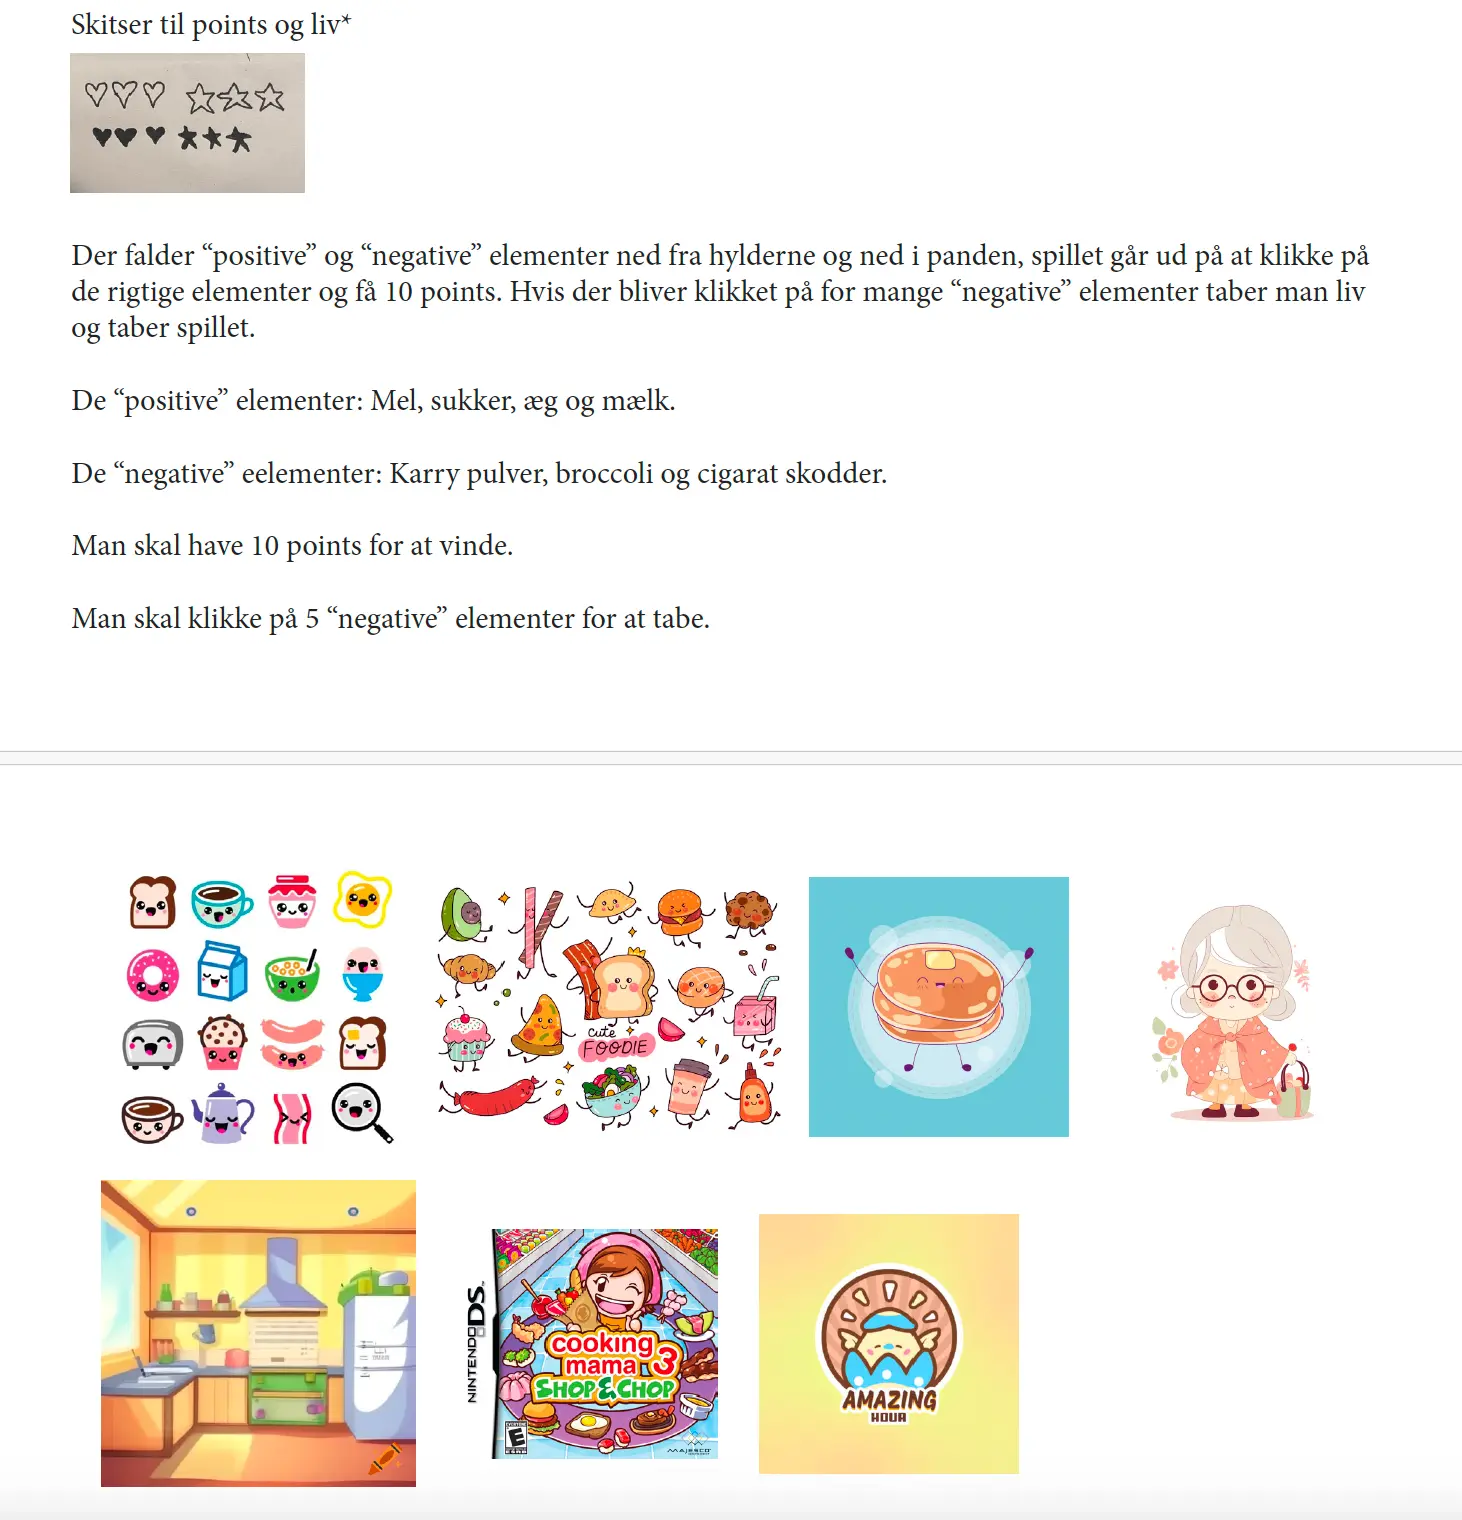 Skitser til points og liv*
Der falder “positive” og “negative” elementer ned fra hylderne og ned i panden, spillet går ud på at klikke på
de rigtige elementer og få 10 points. Hvis der bliver klikket på for mange “negative” elementer taber man liv
og taber spillet.
De “positive” elementer: Mel, sukker, æg og mælk.
De “negative” eelementer: Karry pulver, broccoli og cigarat skodder.
Man skal have 10 points for at vinde.
Man skal klikke på 5 “negative” elementer for at tabe.
cute
FOODIE
NINTENDO DS
cooking
mama 3
SHOP & CHOP
E
MAJESCO
AMAZING
HOUR